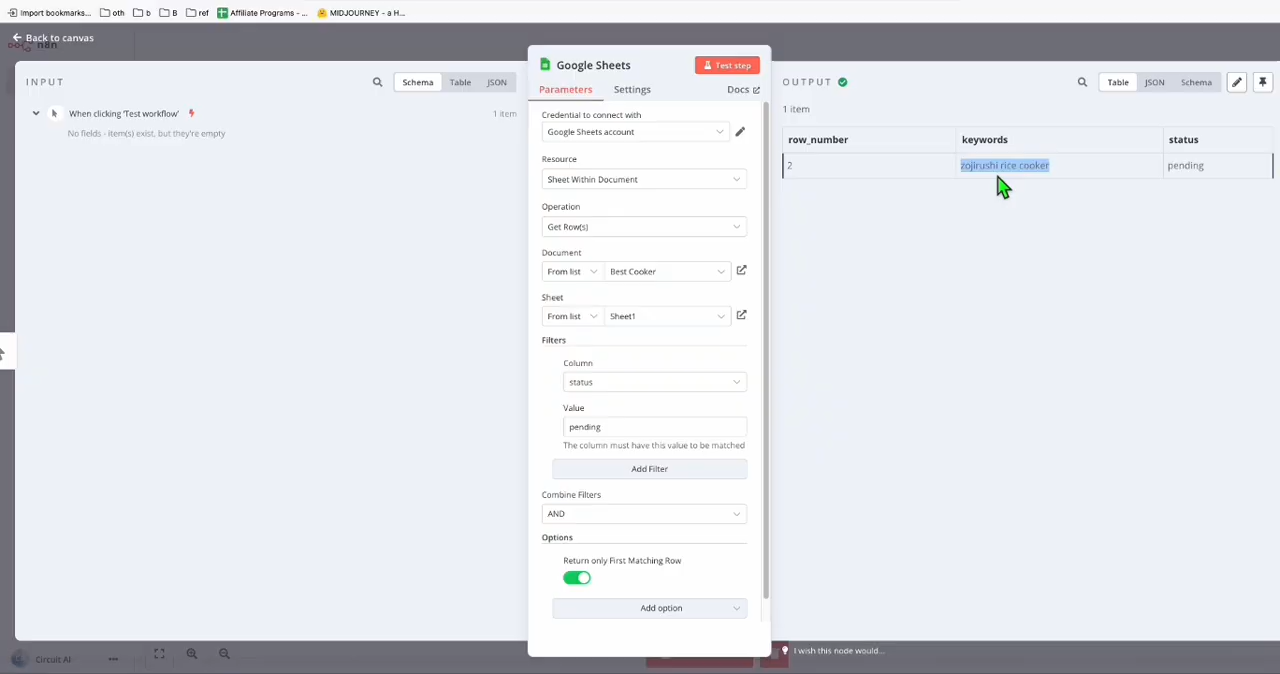 Import bookmarks... oth b B ref Affiliate Programs - ... MIDJOURNEY - a H...
Back to canvas
n8n
INPUT
Schema Table JSON
When clicking 'Test workflow' 1 item
No fields - item(s) exist, but they're empty
Google Sheets
Test step
Parameters Settings Docs
Credential to connect with
Google Sheets account
Resource
Sheet Within Document
Operation
Get Row(s)
Document
From list Best Cooker
Sheet
From list Sheet1
Filters
Column
status
Value
pending
The column must have this value to be matched
Add Filter
Combine Filters
AND
Options
Return only First Matching Row
Add option
OUTPUT
Table JSON Schema
1 item
row_number keywords status
2 zojirushi rice cooker pending
Circuit AI ...
I wish this node would...